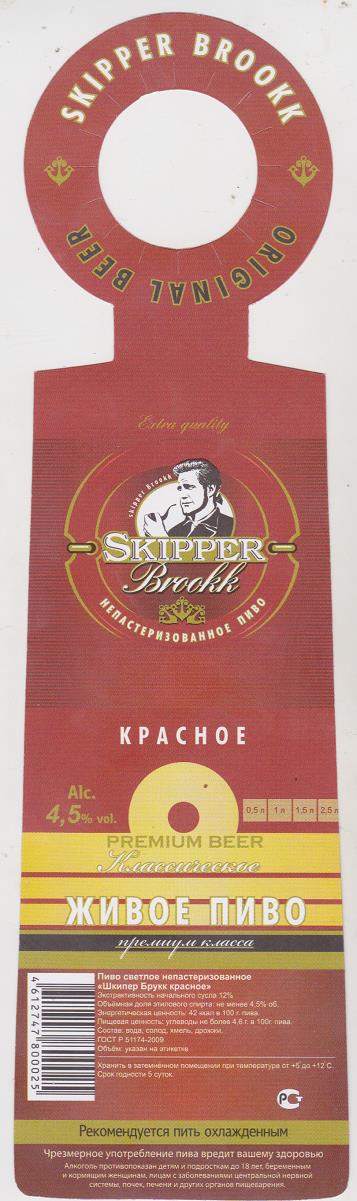 SKIPPER BROOKK
ORIGINAL BEER
Extra quality
skipper Brookk
SKIPPER
Brookk
НЕПАСТЕРИЗОВАННОЕ ПИВО
КРАСНОЕ
Alc.
4,5% vol.
0,5 л 1 л 1,5 л 2,5 л
PREMIUM BEER
Классическое
ЖИВОЕ ПИВО
премиум класса
Пиво светлое непастеризованное
«Шкипер Брукк красное»
Экстрактивность начального сусла 12%
Объёмная доля этилового спирта: не менее 4,5% об.
Энергетическая ценность: 42 ккал в 100 г. пива.
Пищевая ценность: углеводы не более 4,6 г. в 100г. пива.
Состав: вода, солод, хмель, дрожжи.
ГОСТ Р 51174-2009
Объём: указан на этикетке
Хранить в затемнённом помещении при температуре от +5˚до +12˚С.
Срок годности 5 суток.
4612747800025
РСТ
Рекомендуется пить охлажденным
Чрезмерное употребление пива вредит вашему здоровью
Алкоголь противопоказан детям и подросткам до 18 лет, беременным
и кормящим женщинам, лицам с заболеваниями центральной нервной
системы, почек, печени и других органов пищеварения.